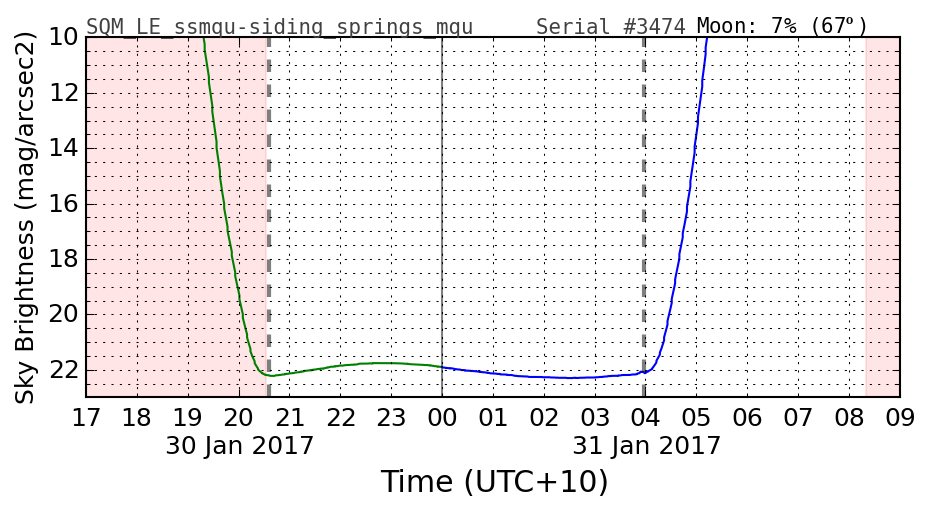 SQM_LE_ssmqu-siding_springs_mqu Serial #3474 Moon: 7% (67°)
Sky Brightness (mag/arcsec2)
10
12
14
16
18
20
22
17 18 19 20 21 22 23 00 01 02 03 04 05 06 07 08 09
30 Jan 2017 31 Jan 2017
Time (UTC+10)